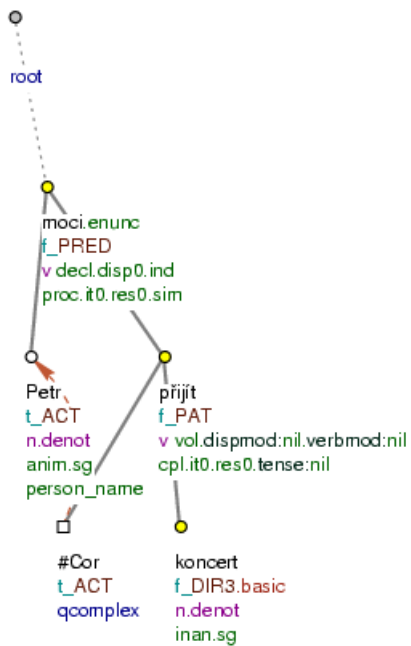 root
moci.enunc
f_PRED
v decl.disp0.ind
proc.it0.res0.sim
Petr
t_ACT
n.denot
anim.sg
person_name
přijít
f_PAT
v vol.dispmod:nil.verbmod:nil
cpl.it0.res0.tense:nil
#Cor
t_ACT
qcomplex
koncert
f_DIR3.basic
n.denot
inan.sg